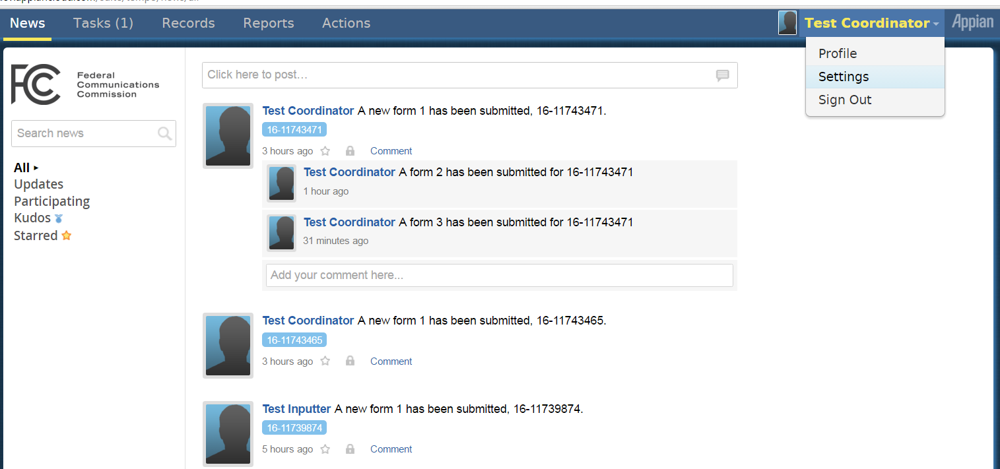 News Tasks (1) Records Reports Actions Test Coordinator Appian
Profile
Settings
Sign Out
FCC Federal
Communications
Commission
Search news
All
Updates
Participating
Kudos
Starred
Click here to post…
Test Coordinator A new form 1 has been submitted, 16-11743471.
16-11743471
3 hours ago Comment
Test Coordinator A form 2 has been submitted for 16-11743471
1 hour ago
Test Coordinator A form 3 has been submitted for 16-11743471
31 minutes ago
Add your comment here...
Test Coordinator A new form 1 has been submitted, 16-11743465.
16-11743465
3 hours ago Comment
Test Inputter A new form 1 has been submitted, 16-11739874.
16-11739874
5 hours ago Comment